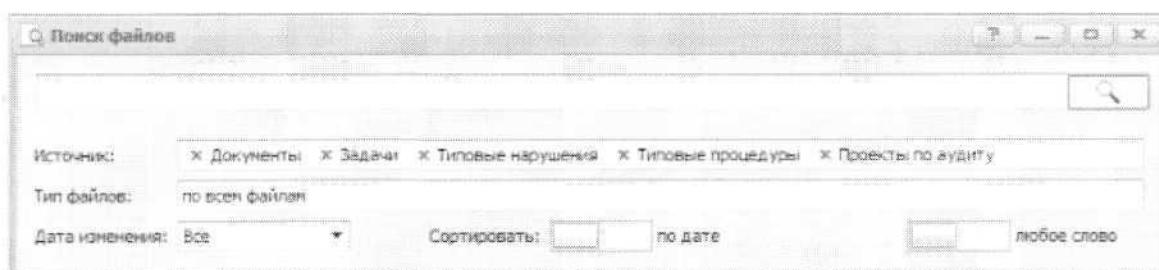 Поиск файлов
Источник: × Документы × Задачи × Типовые нарушения × Типовые процедуры × Проекты по аудиту
Тип файлов: по всем файлам
Дата изменения: Все Сортировать: по дате любое слово